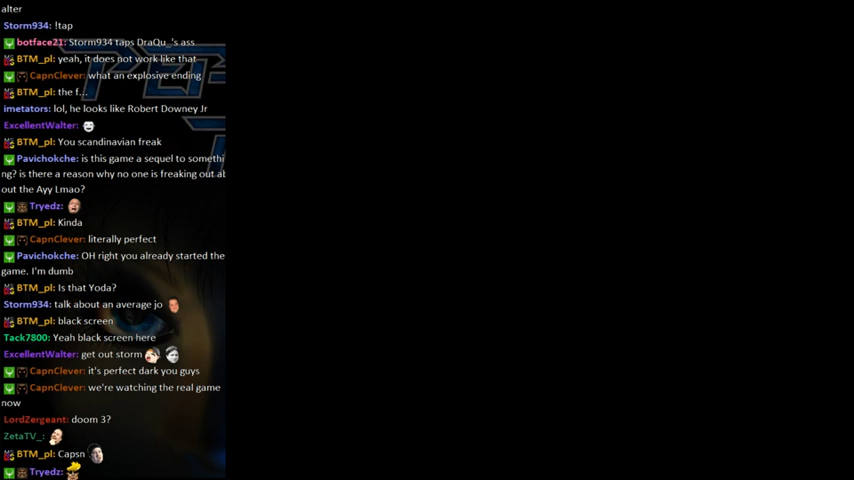 alter
Storm934: !tap
botface21: Storm934 taps DraQu_'s ass
BTM_pl: yeah, it does not work like that
CapnClever: what an explosive ending
BTM_pl: the f...
imetators: lol, he looks like Robert Downey Jr
ExcellentWalter:
BTM_pl: You scandinavian freak
Pavichokche: is this game a sequel to somethi
ng? is there a reason why no one is freaking out ab
out the Ayy Lmao?
Tryedz:
BTM_pl: Kinda
CapnClever: literally perfect
Pavichokche: OH right you already started the
game. I'm dumb
BTM_pl: Is that Yoda?
Storm934: talk about an average jo
BTM_pl: black screen
Tack7800: Yeah black screen here
ExcellentWalter: get out storm
CapnClever: it's perfect dark you guys
CapnClever: we're watching the real game
now
LordZergeant: doom 3?
ZetaTV_:
BTM_pl: Capsn
Tryedz: